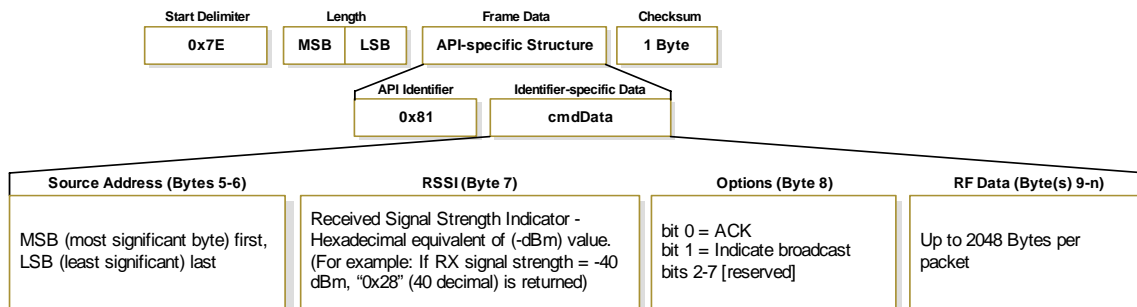 Start Delimiter
Length
Frame Data
Checksum
0x7E
MSB
LSB
API-specific Structure
1 Byte
API Identifier
Identifier-specific Data
0x81
cmdData
Source Address (Bytes 5-6)
MSB (most significant byte) first,
LSB (least significant) last
RSSI (Byte 7)
Received Signal Strength Indicator -
Hexadecimal equivalent of (-dBm) value.
(For example: If RX signal strength = -40
dBm, “0x28” (40 decimal) is returned)
Options (Byte 8)
bit 0 = ACK
bit 1 = Indicate broadcast
bits 2-7 [reserved]
RF Data (Byte(s) 9-n)
Up to 2048 Bytes per
packet